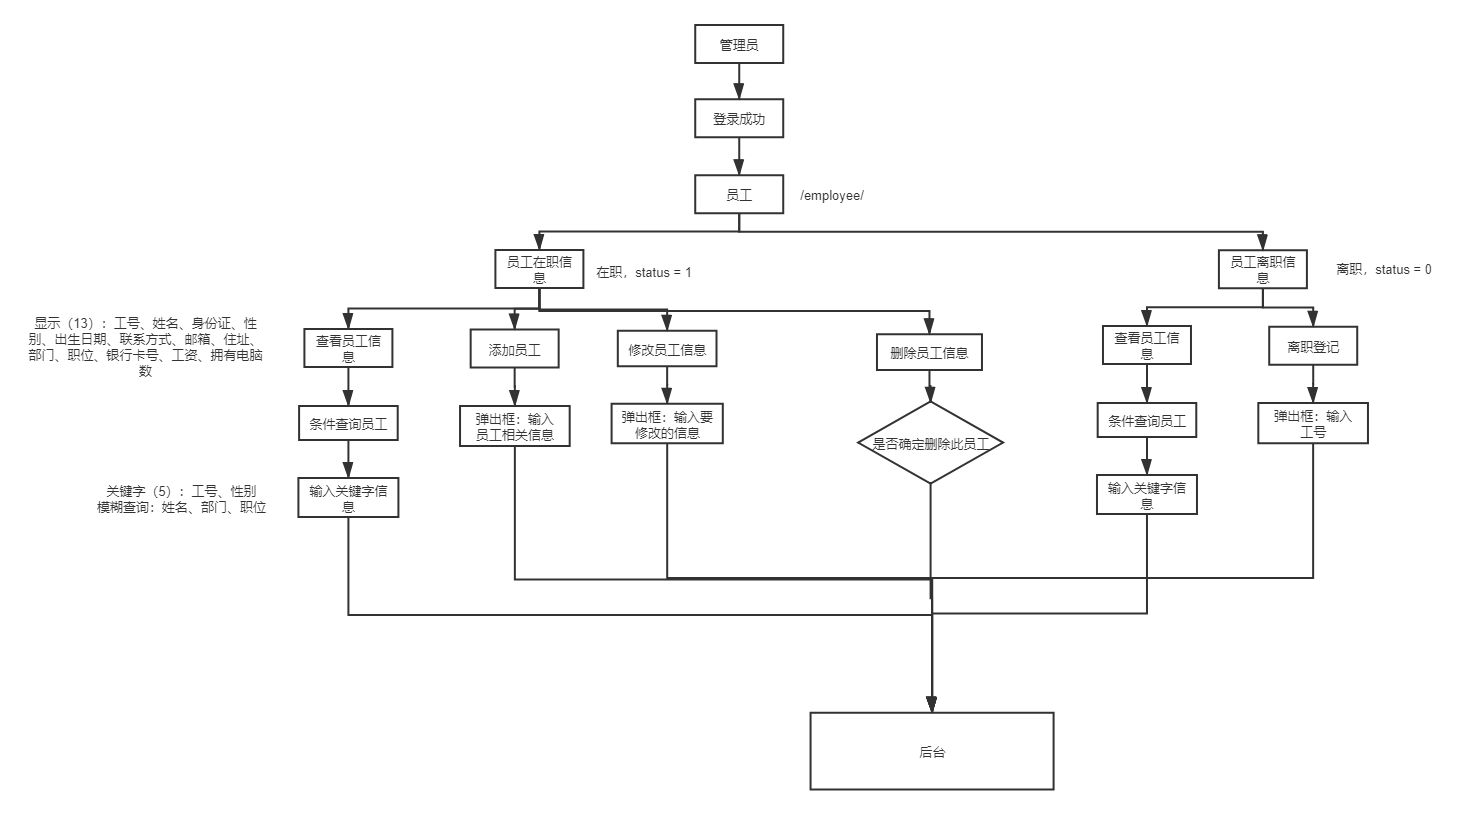 管理员
登录成功
员工
/employee/
员工在职信
息
在职，status = 1
员工离职信
息
离职，status = 0
显示（13）：工号、姓名、身份证、性
别、出生日期、联系方式、邮箱、住址、
部门、职位、银行卡号、工资、拥有电脑
数
查看员工信
息
添加员工
修改员工信息
删除员工信息
查看员工信
息
离职登记
条件查询员工
弹出框：输入
员工相关信息
弹出框：输入要
修改的信息
是否确定删除此员工
条件查询员工
弹出框：输入
工号
关键字（5）：工号、性别
模糊查询：姓名、部门、职位
输入关键字信
息
输入关键字信
息
后台